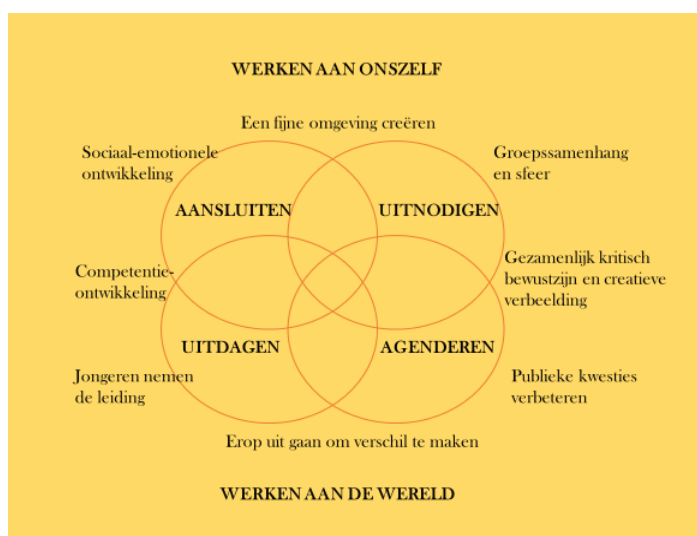 WERKEN AAN ONSZELF
Een fijne omgeving creëren
Sociaal-emotionele
ontwikkeling
Groepssamenhang
en sfeer
AANSLUITEN
UITNODIGEN
Competentie-
ontwikkeling
Gezamenlijk kritisch
bewustzijn en creatieve
verbeelding
UITDAGEN
AGENDEREN
Jongeren nemen
de leiding
Publieke kwesties
verbeteren
Erop uit gaan om verschil te maken
WERKEN AAN DE WERELD